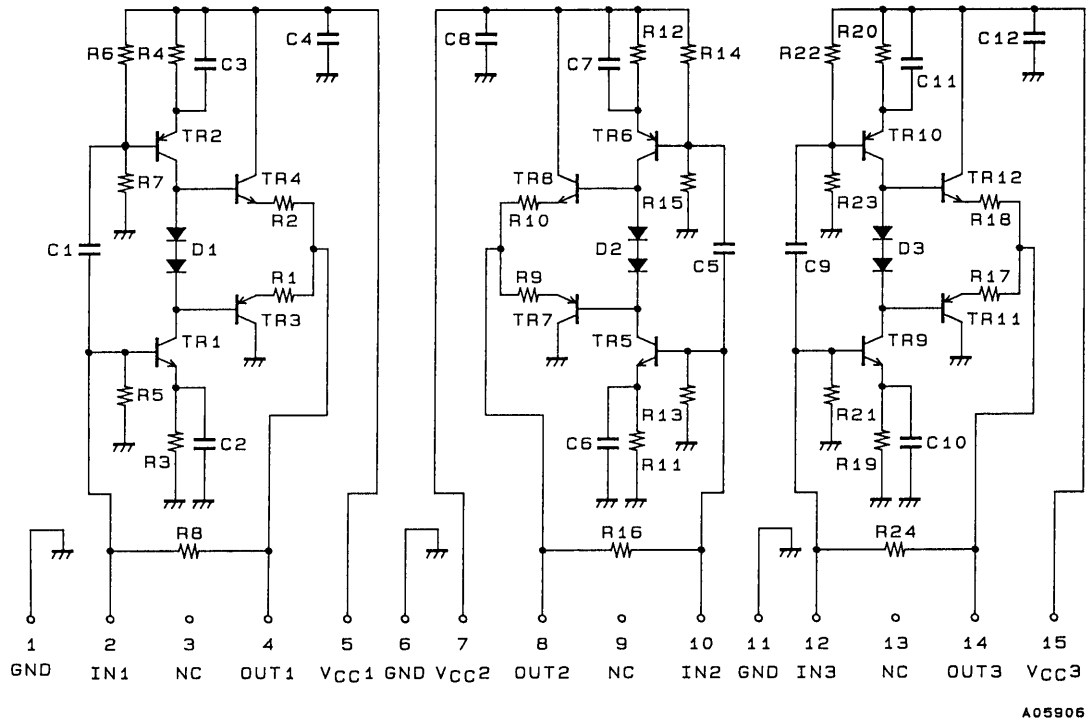 R6 R4 C3 C4 C8 C7 R12 R14 R22 R20 C11 C12
TR2 TR6 TR10
R7 TR4 TR8 R15 R23 TR12
R2 R10 R18
C1 D1 D2 C5 C9 D3
R1 R9 R17
TR3 TR7 TR11
TR1 TR5 TR9
R5 R13 R21
R3 C2 C6 R11 R19 C10
R8 R16 R24
1 2 3 4 5 6 7 8 9 10 11 12 13 14 15
GND IN1 NC OUT1 VCC1 GND VCC2 OUT2 NC IN2 GND IN3 NC OUT3 VCC3
A05906